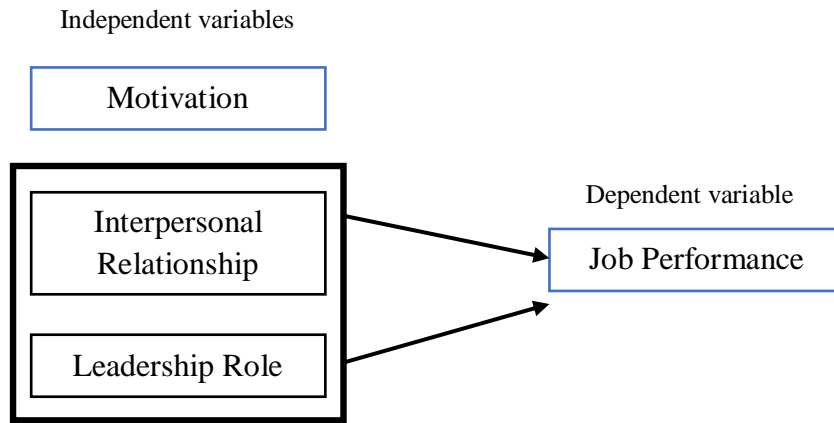 Independent variables
Motivation
Interpersonal
Relationship
Leadership Role
Dependent variable
Job Performance